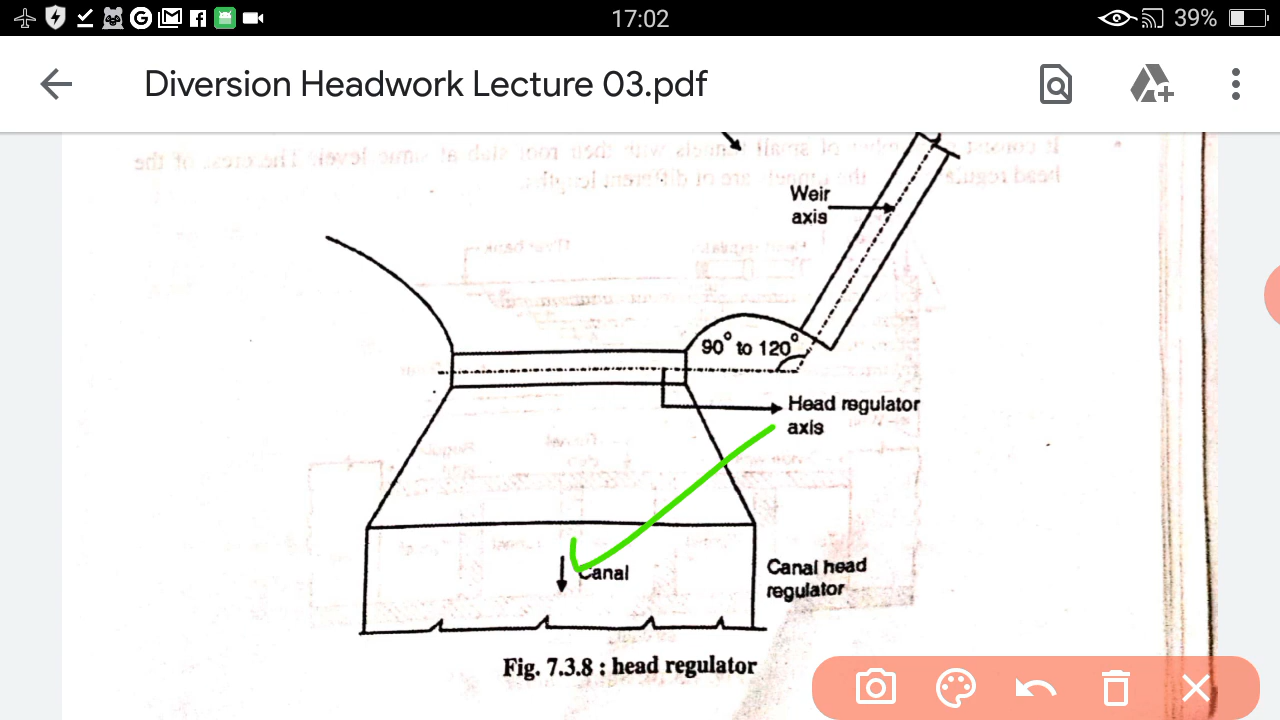 17:02
39%
Diversion Headwork Lecture 03.pdf
Weir
axis
90° to 120°
Head regulator
axis
Canal
Canal head
regulator
Fig. 7.3.8 : head regulator